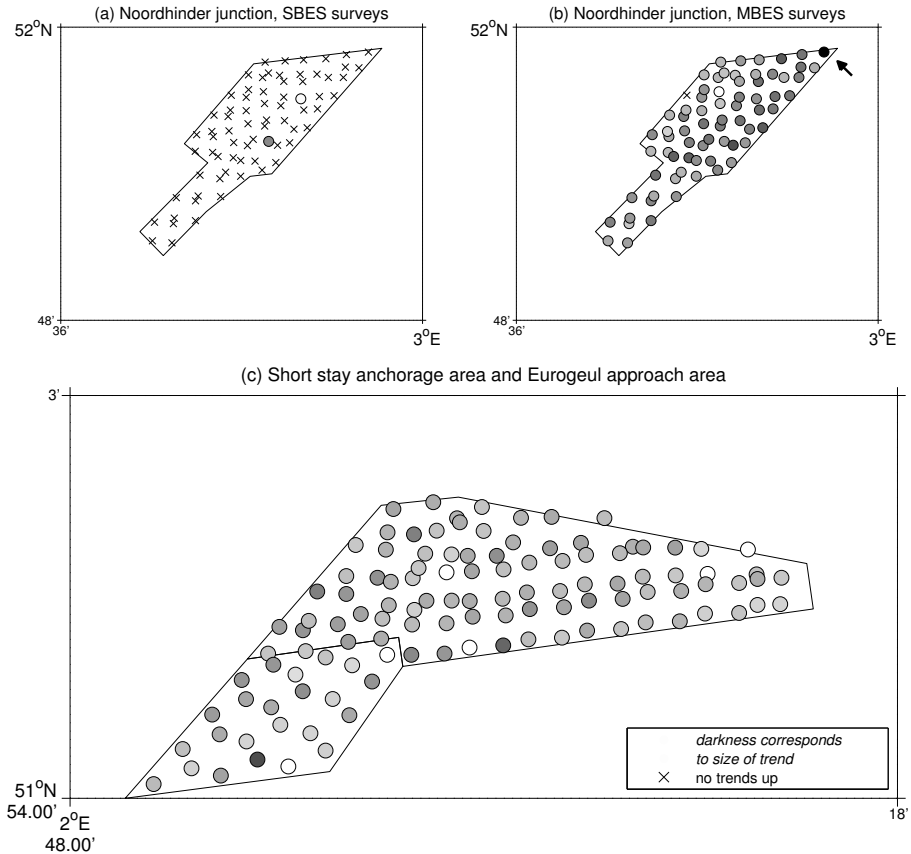 (a) Noordhinder junction, SBES surveys
(b) Noordhinder junction, MBES surveys
52°N
52°N
48'
48'
36'
3°E
36'
3°E
(c) Short stay anchorage area and Eurogeul approach area
3'
darkness corresponds
to size of trend
no trends up
51°N
54.00'
2°E
48.00'
18'